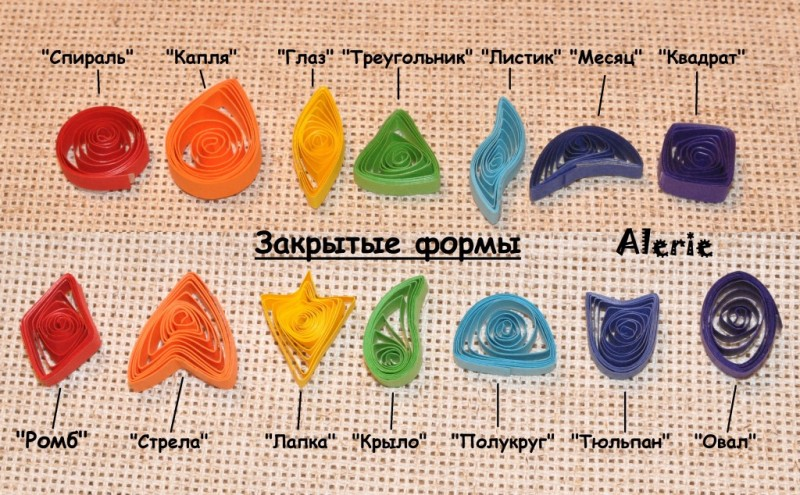 "Спираль" "Капля" "Глаз" "Треугольник" "Листик" "Месяц" "Квадрат"
Закрытые формы Alerie
"Ромб" "Стрела" "Лапка" "Крыло" "Полукруг" "Тюльпан" "Овал"